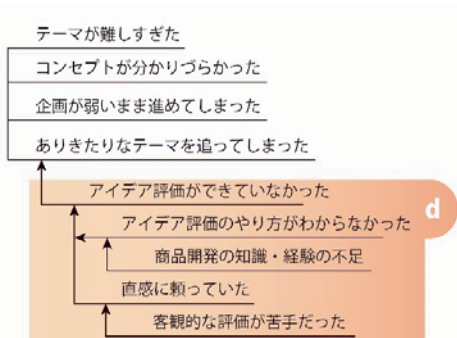 テーマが難しすぎた
コンセプトが分かりづらかった
企画が弱いまま進めてしまった
ありきたりなテーマを追ってしまった
アイデア評価ができていなかった
d
アイデア評価のやり方がわからなかった
商品開発の知識・経験の不足
直感に頼っていた
客観的な評価が苦手だった